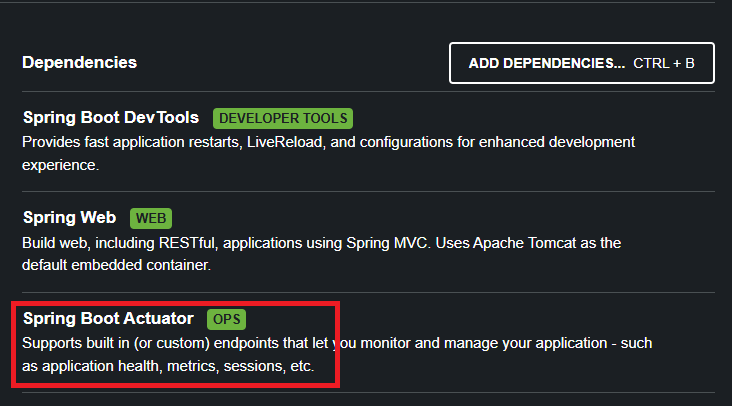 Dependencies ADD DEPENDENCIES... CTRL + B
Spring Boot DevTools DEVELOPER TOOLS
Provides fast application restarts, LiveReload, and configurations for enhanced development
experience.
Spring Web WEB
Build web, including RESTful, applications using Spring MVC. Uses Apache Tomcat as the
default embedded container.
Spring Boot Actuator OPS
Supports built in (or custom) endpoints that let you monitor and manage your application - such
as application health, metrics, sessions, etc.